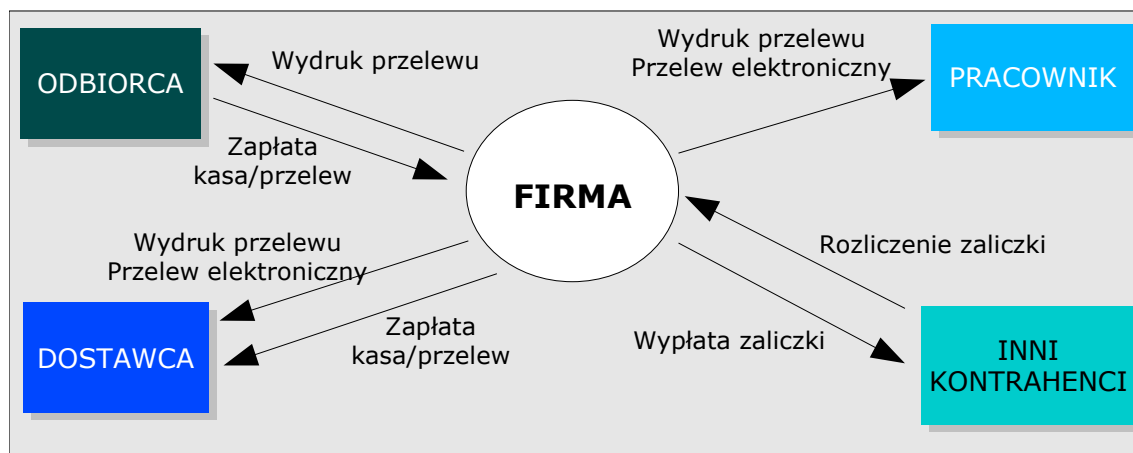 ODBIORCA
Wydruk przelewu
Zapłata
kasa/przelew
Wydruk przelewu
Przelew elektroniczny
PRACOWNIK
FIRMA
Wydruk przelewu
Przelew elektroniczny
DOSTAWCA
Zapłata
kasa/przelew
Rozliczenie zaliczki
Wypłata zaliczki
INNI
KONTRAHENCI